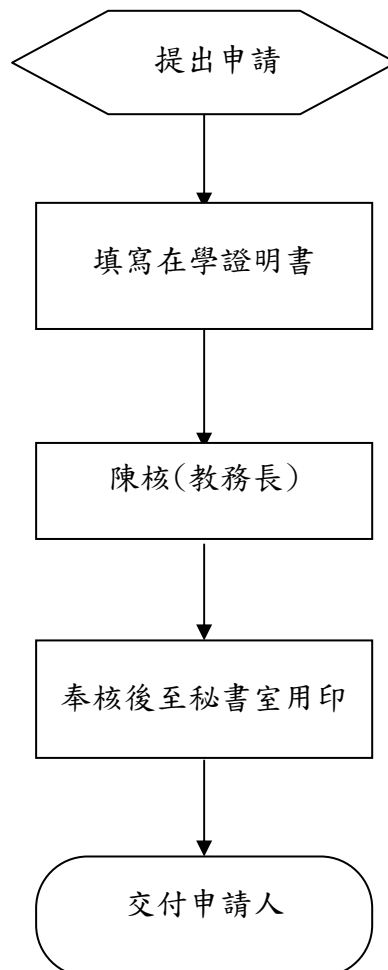 提出申請
填寫在學證明書
陳核(教務長)
奉核後至秘書室用印
交付申請人